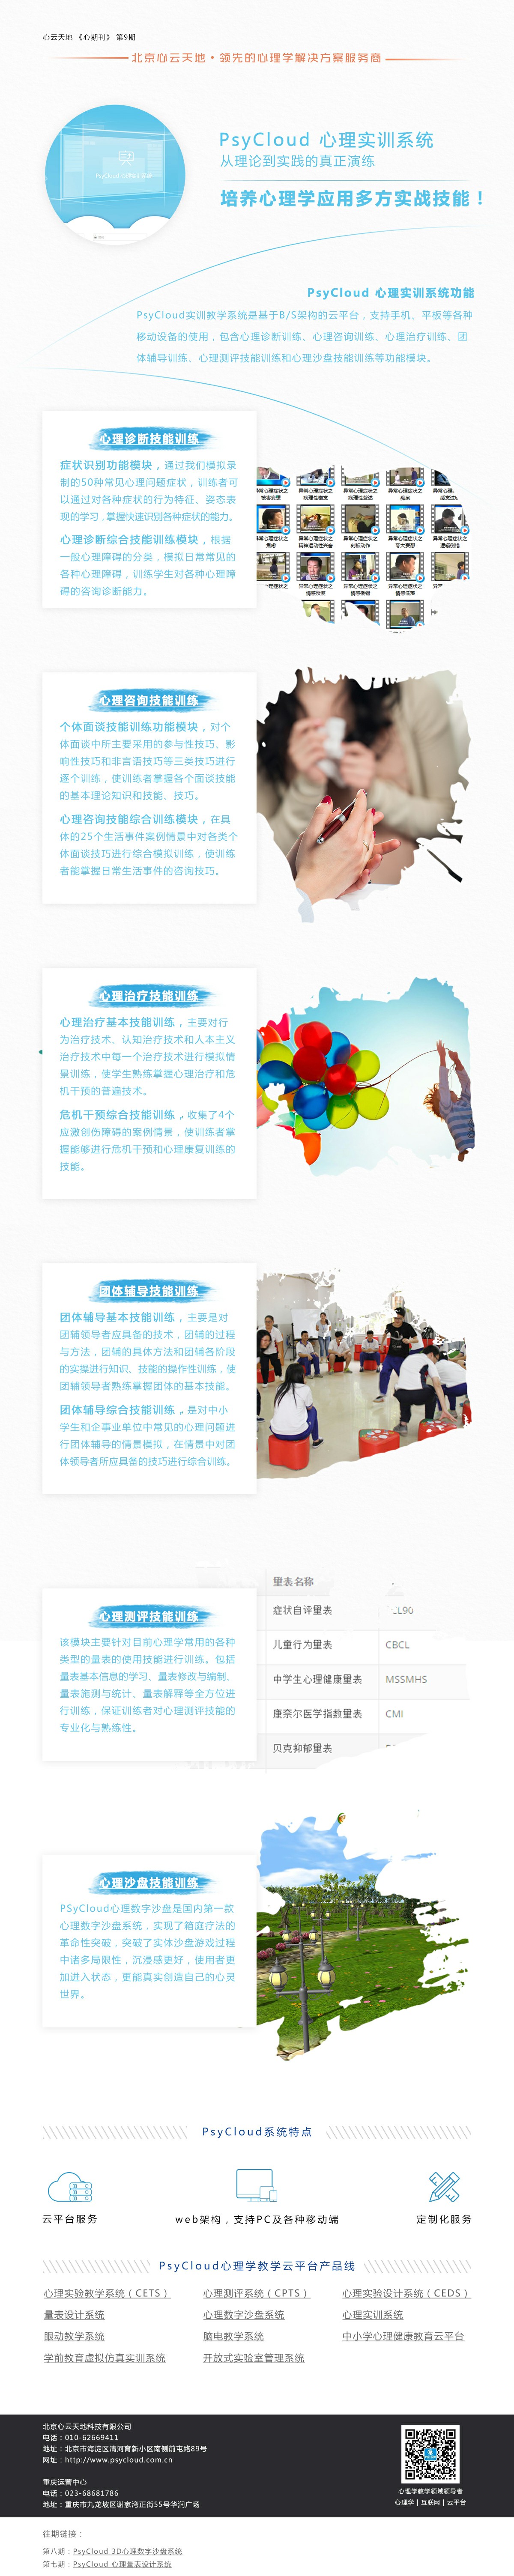 心云天地 《心期刊》 第9期
北京心云天地·领先的心理学解决方案服务商
PsyCloud 心理实训系统
从理论到实践的真正演练
培养心理学应用多方实战技能！
PsyCloud 心理实训系统功能
PsyCloud实训教学系统是基于B/S架构的云平台，支持手机、平板等各种
移动设备的使用，包含心理诊断训练、心理咨询训练、心理治疗训练、团
体辅导训练、心理测评技能训练和心理沙盘技能训练等功能模块。
心理诊断技能训练
症状识别功能模块，通过我们模拟录
制的50种常见心理问题症状，训练者可
以通过对各种症状的行为特征、姿态表
现的学习，掌握快速识别各种症状的能力。
心理诊断综合技能训练模块，根据
一般心理障碍的分类，模拟日常常见的
各种心理障碍，训练学生对各种心理障
碍的咨询诊断能力。
心理咨询技能训练
个体面谈技能训练功能模块，对个
体面谈中所主要采用的参与性技巧、影
响性技巧和非言语技巧等三类技巧进行
逐个训练，使训练者掌握各个面谈技能
的基本理论知识和技能、技巧。
心理咨询技能综合训练模块，在具
体的25个生活事件案例情景中对各类个
体面谈技巧进行综合模拟训练，使训练
者能掌握日常生活事件的咨询技巧。
心理治疗技能训练
心理治疗基本技能训练，主要对行
为治疗技术、认知治疗技术和人本主义
治疗技术中每一个治疗技术进行模拟情
景训练，使学生熟练掌握心理治疗和危
机干预的普遍技术。
危机干预综合技能训练，收集了4个
应激创伤障碍的案例情景，使训练者掌
握能够进行危机干预和心理康复训练的
技能。
团体辅导技能训练
团体辅导基本技能训练，主要是对
团辅领导者应具备的技术，团辅的过程
与方法，团辅的具体方法和团辅各阶段
的实操进行知识、技能的操作性训练，使
团辅领导者熟练掌握团体的基本技能。
团体辅导综合技能训练，是对中小
学生和企事业单位中常见的心理问题进
行团体辅导的情景模拟，在情景中对团
体领导者所应具备的技巧进行综合训练。
心理测评技能训练
该模块主要针对目前心理学常用的各种
类型的量表的使用技能进行训练。包括
量表基本信息的学习、量表修改与编制、
量表施测与统计、量表解释等全方位进
行训练，保证训练者对心理测评技能的
专业化与熟练性。
量表名称
症状自评量表
儿童行为量表 CBCL
中学生心理健康量表 MSSMHS
康奈尔医学指数量表 CMI
贝克抑郁量表
心理沙盘技能训练
PSyCloud心理数字沙盘是国内第一款
心理数字沙盘系统，实现了箱庭疗法的
革命性突破，突破了实体沙盘游戏过程
中诸多局限性，沉浸感更好，使用者更
加进入状态，更能真实创造自己的心灵
世界。
PsyCloud系统特点
云平台服务 web架构，支持PC及各种移动端 定制化服务
PsyCloud心理学教学云平台产品线
心理实验教学系统（CETS） 心理测评系统（CPTS） 心理实验设计系统（CEDS）
量表设计系统 心理数字沙盘系统 心理实训系统
眼动教学系统 脑电教学系统 中小学心理健康教育云平台
学前教育虚拟仿真实训系统 开放式实验室管理系统
北京心云天地科技有限公司
电话：010-62669411
地址：北京市海淀区清河育新小区南侧前屯路89号
网址：http://www.psycloud.com.cn
重庆运营中心
电话：023-68681786
地址：重庆市九龙坡区谢家湾正街55号华润广场
心理学教学领域领导者
心理学 | 互联网 | 云平台
往期链接：
第八期：PsyCloud 3D心理数字沙盘系统
第七期：PsyCloud 心理量表设计系统